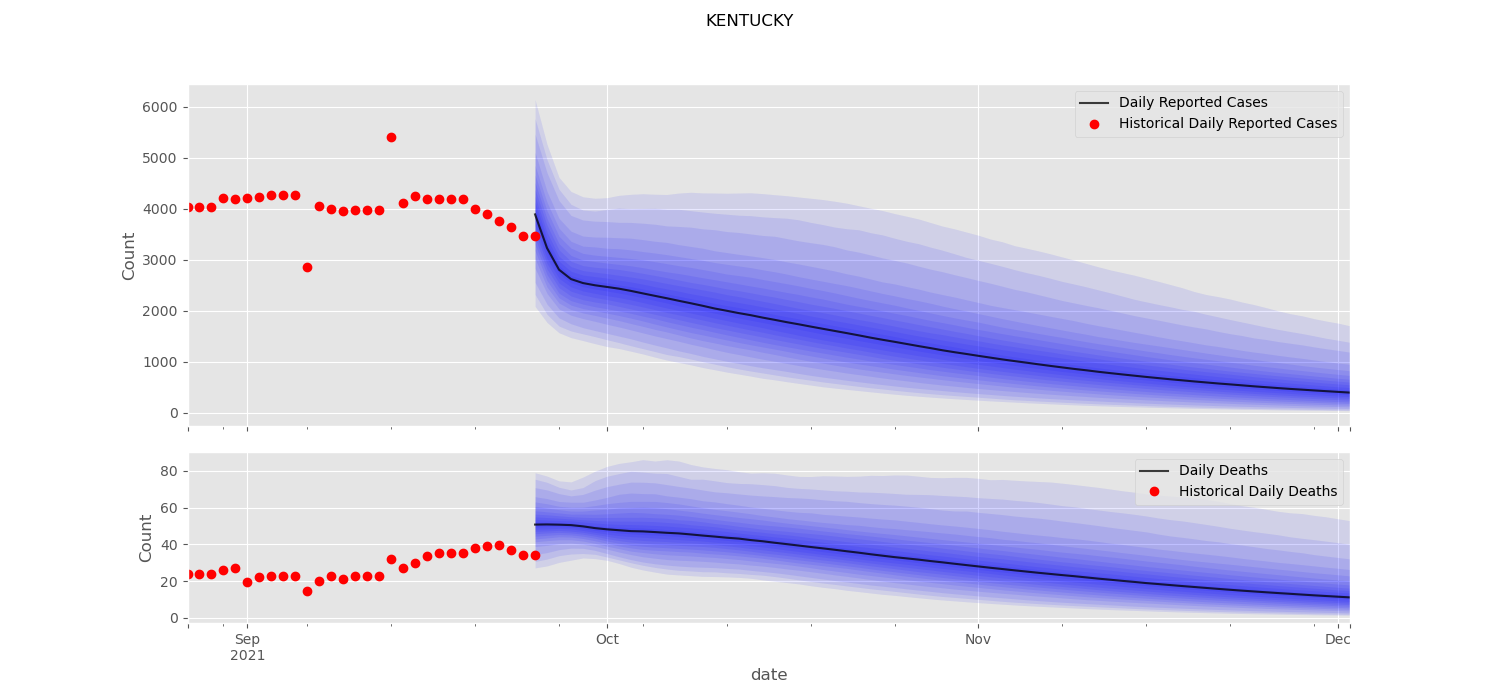 KENTUCKY
Count
6000
5000
4000
3000
2000
1000
0
Daily Reported Cases
Historical Daily Reported Cases
Count
80
60
40
20
0
Daily Deaths
Historical Daily Deaths
Sep
2021
Oct
Nov
Dec
date